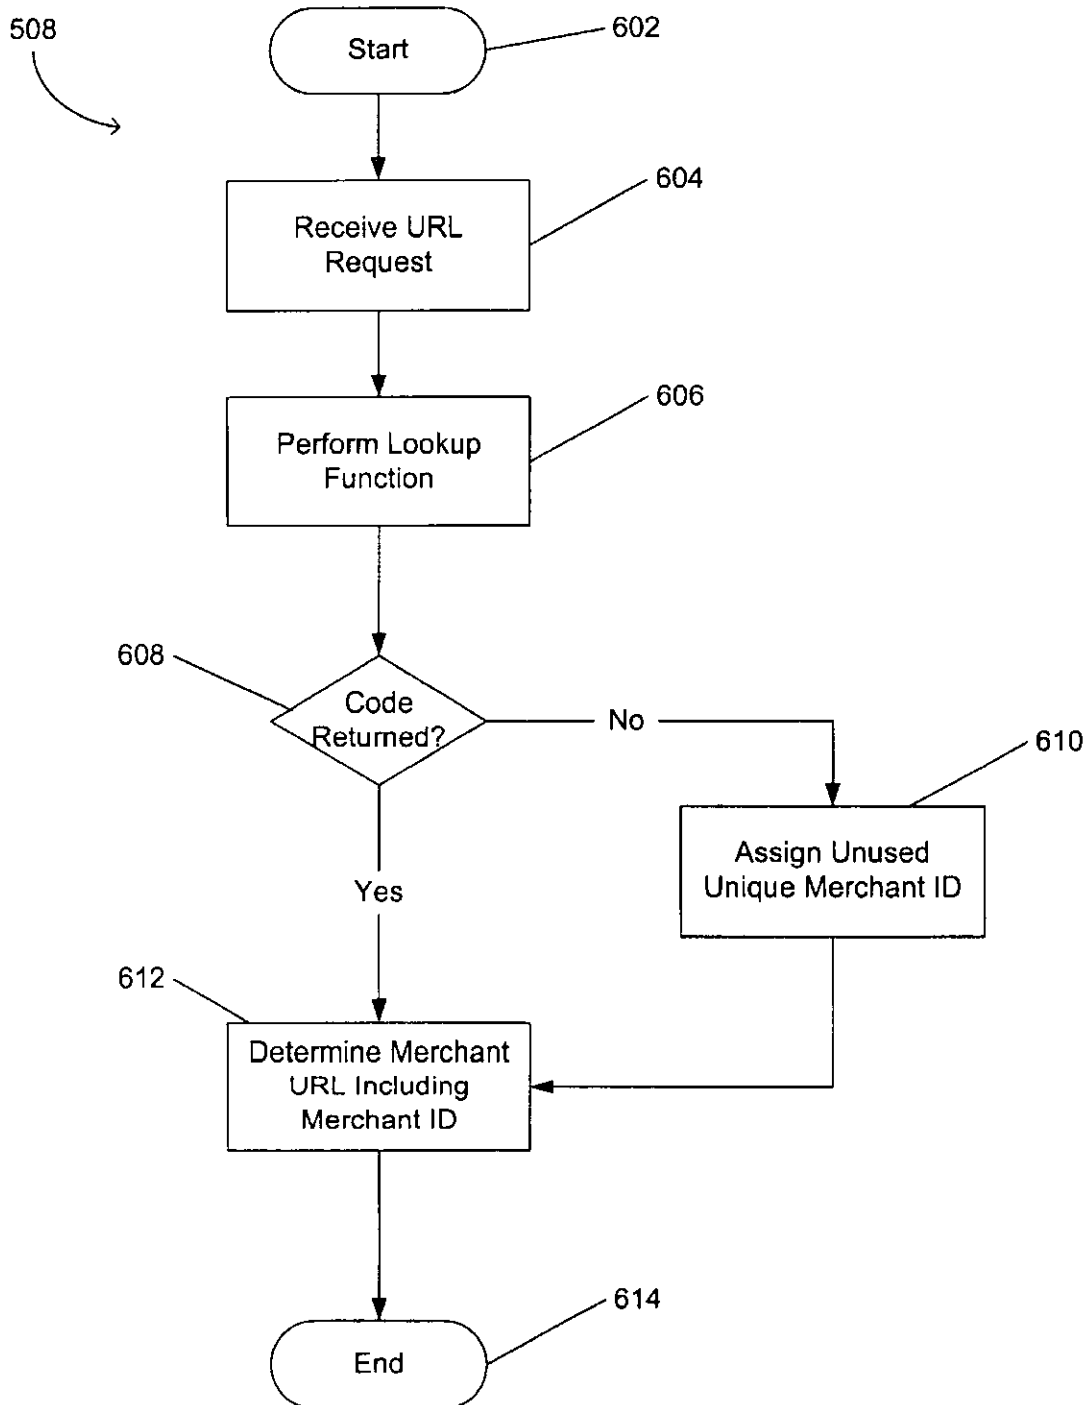 508
Start
602
Receive URL
Request
604
Perform Lookup
Function
606
608
Code
Returned?
No
610
Assign Unused
Unique Merchant ID
Yes
612
Determine Merchant
URL Including
Merchant ID
End
614